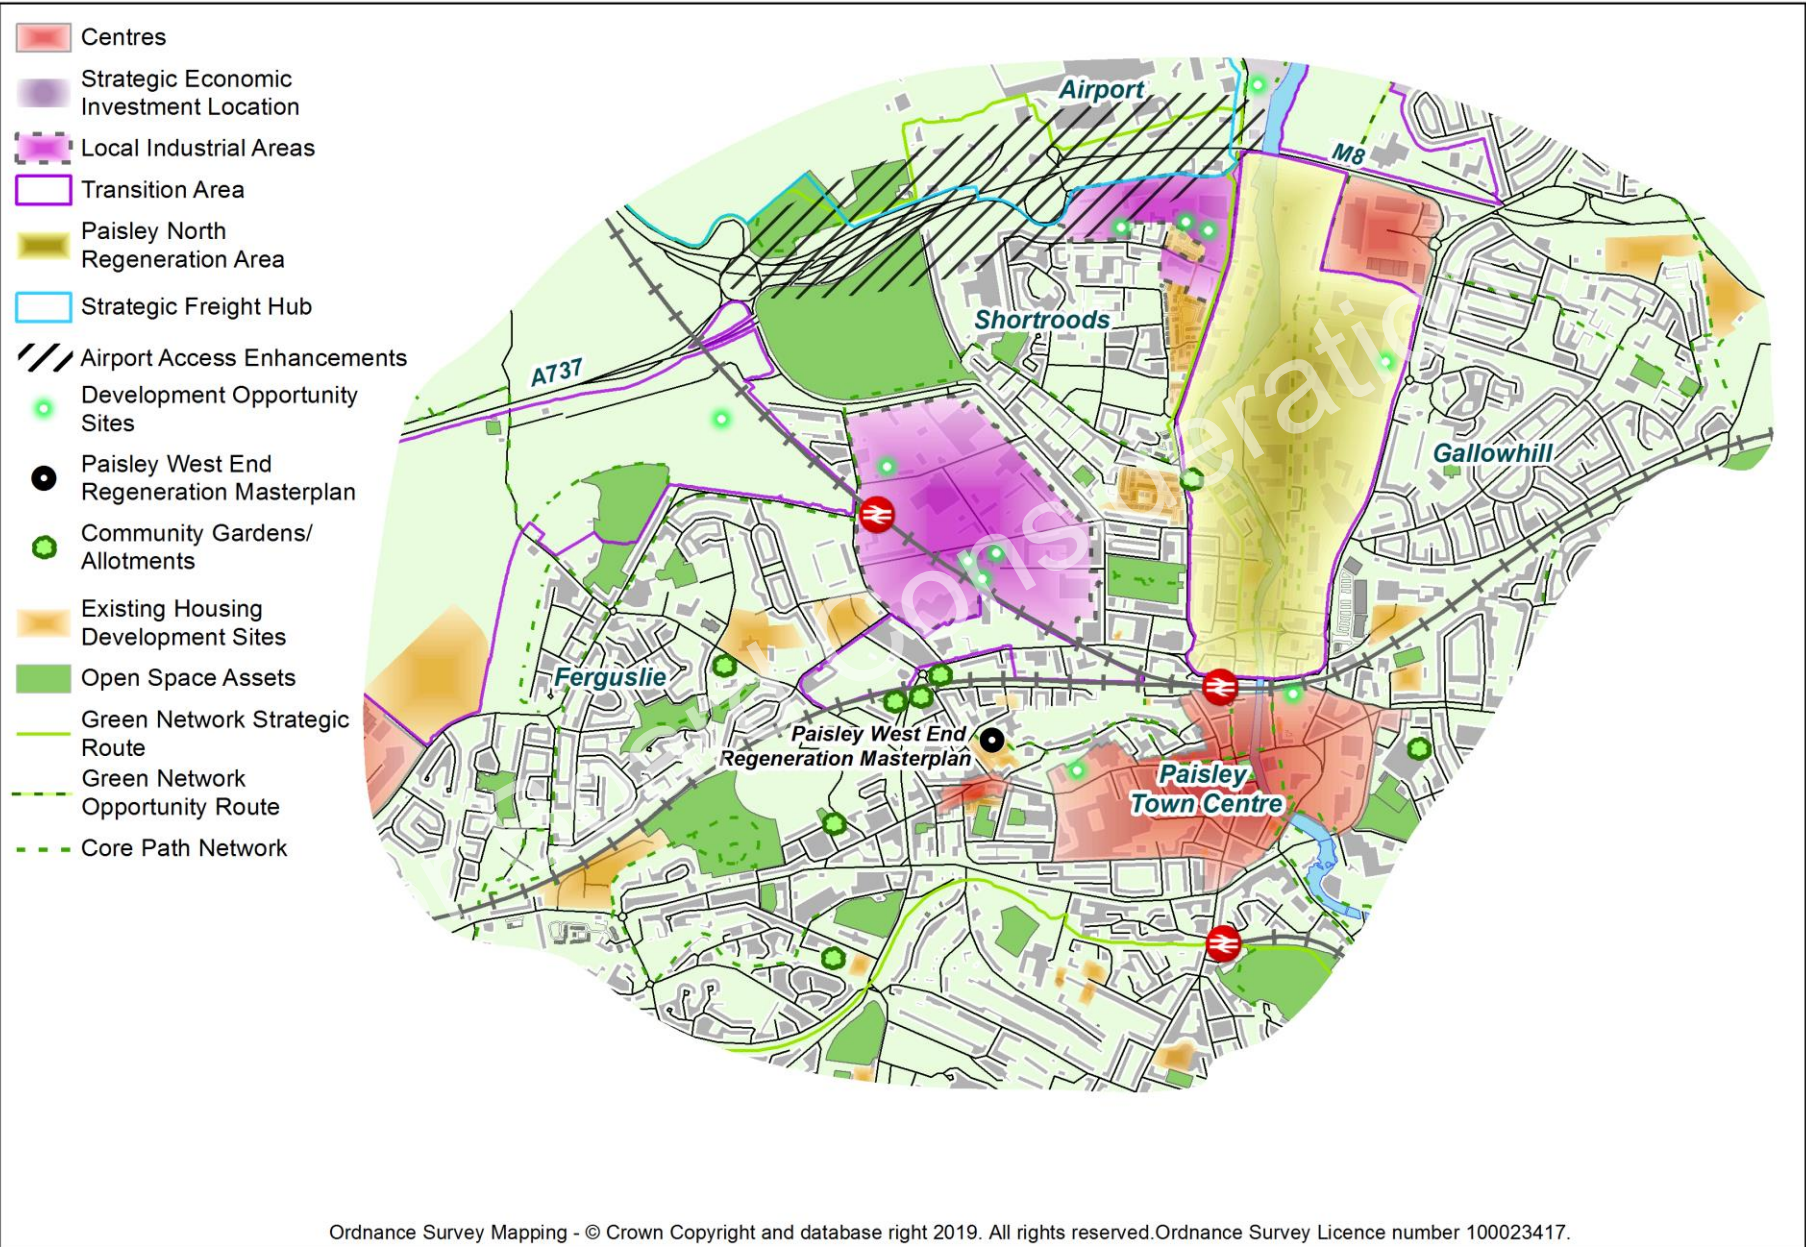 Centres
Strategic Economic
Investment Location
Local Industrial Areas
Transition Area
Paisley North
Regeneration Area
Strategic Freight Hub
Airport Access Enhancements
Development Opportunity
Sites
Paisley West End
Regeneration Masterplan
Community Gardens/
Allotments
Existing Housing
Development Sites
Open Space Assets
Green Network Strategic
Route
Green Network
Opportunity Route
Core Path Network
Airport
M8
Shortroods
A737
Gallowhill
Ferguslie
Paisley West End
Regeneration Masterplan
Paisley
Town Centre
Ordnance Survey Mapping - © Crown Copyright and database right 2019. All rights reserved.Ordnance Survey Licence number 100023417.